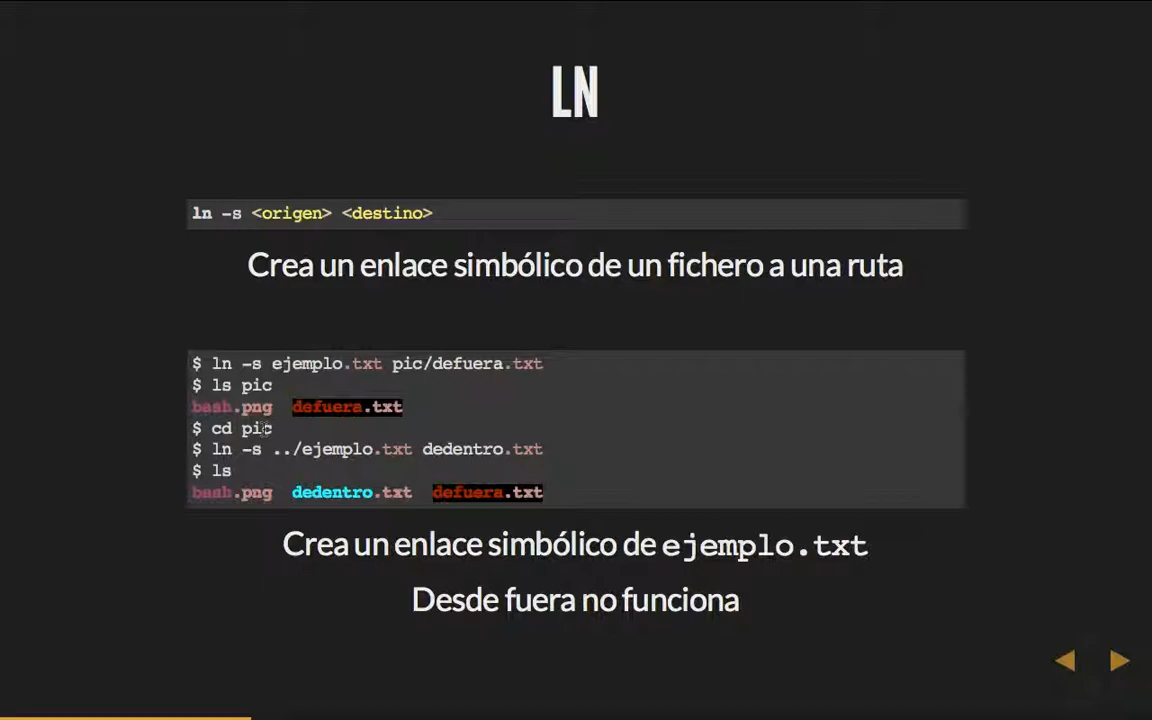 LN
ln -s <origen> <destino>
Crea un enlace simbólico de un fichero a una ruta
$ ln -s ejemplo.txt pic/defuera.txt
$ ls pic
bash.png  defuera.txt
$ cd pic
$ ln -s ../ejemplo.txt dedentro.txt
$ ls
bash.png  dedentro.txt  defuera.txt
Crea un enlace simbólico de ejemplo.txt
Desde fuera no funciona